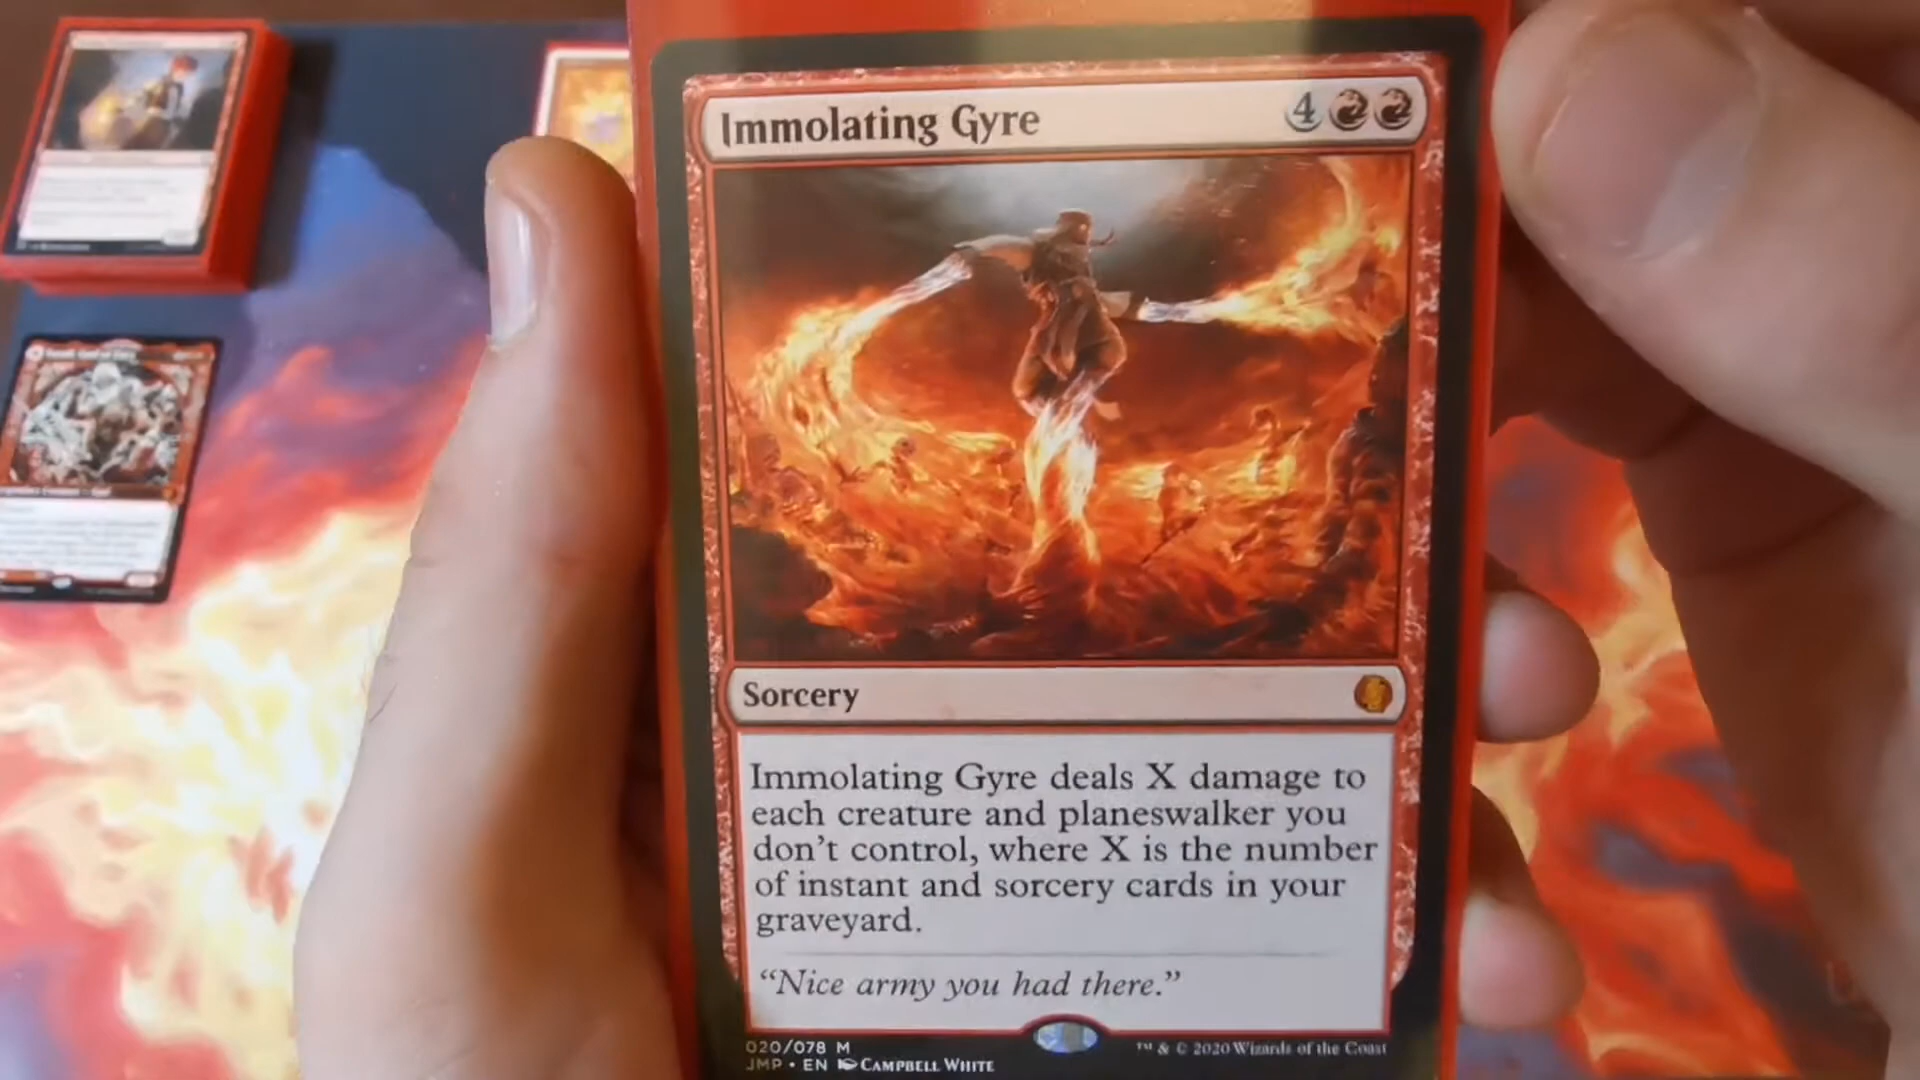 Immolating Gyre 4
Sorcery
Immolating Gyre deals X damage to
each creature and planeswalker you
don't control, where X is the number
of instant and sorcery cards in your
graveyard.
“Nice army you had there.”
020/078 M
JMP • EN CAMPBELL WHITE
™ & © 2020 Wizards of the Coast